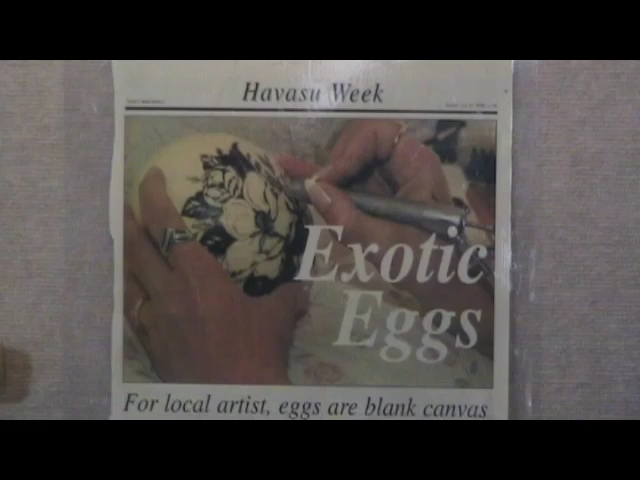 Havasu Week
Exotic
Eggs
For local artist, eggs are blank canvas